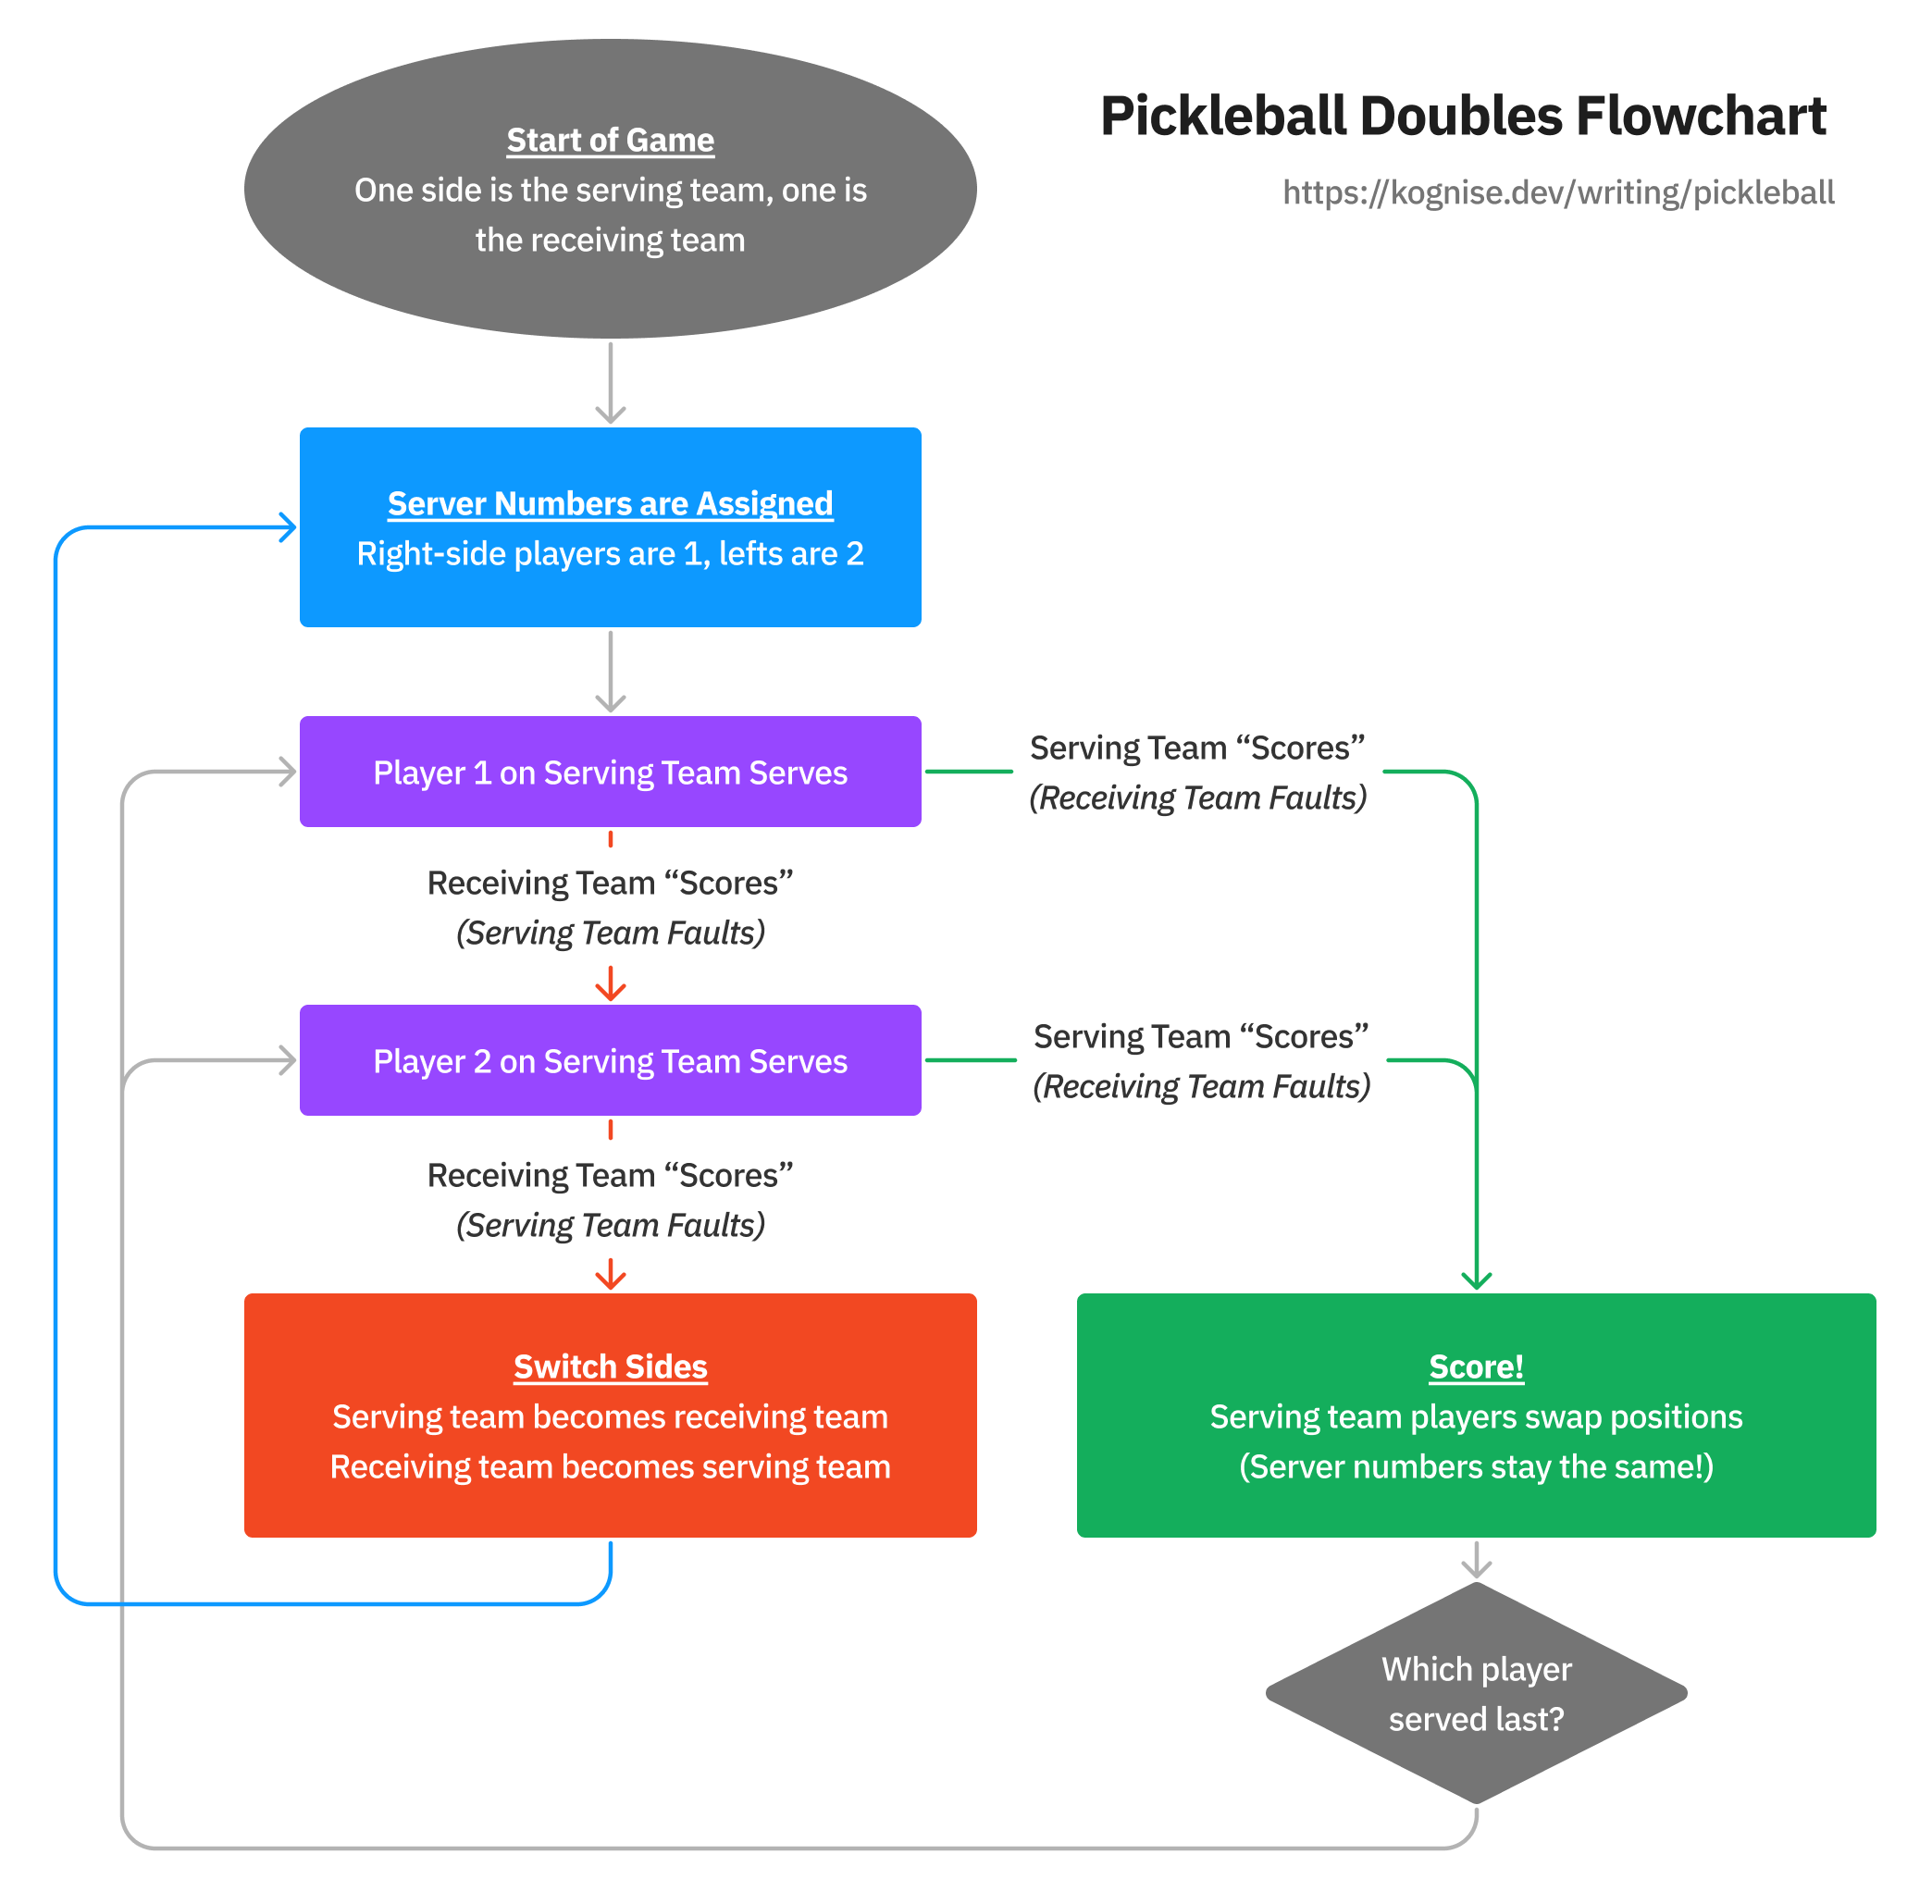 Pickleball Doubles Flowchart
https://kognise.dev/writing/pickleball
Start of Game
One side is the serving team, one is
the receiving team
Server Numbers are Assigned
Right-side players are 1, lefts are 2
Player 1 on Serving Team Serves
Serving Team “Scores”
(Receiving Team Faults)
Receiving Team “Scores”
(Serving Team Faults)
Player 2 on Serving Team Serves
Serving Team “Scores”
(Receiving Team Faults)
Receiving Team “Scores”
(Serving Team Faults)
Switch Sides
Serving team becomes receiving team
Receiving team becomes serving team
Score!
Serving team players swap positions
(Server numbers stay the same!)
Which player
served last?